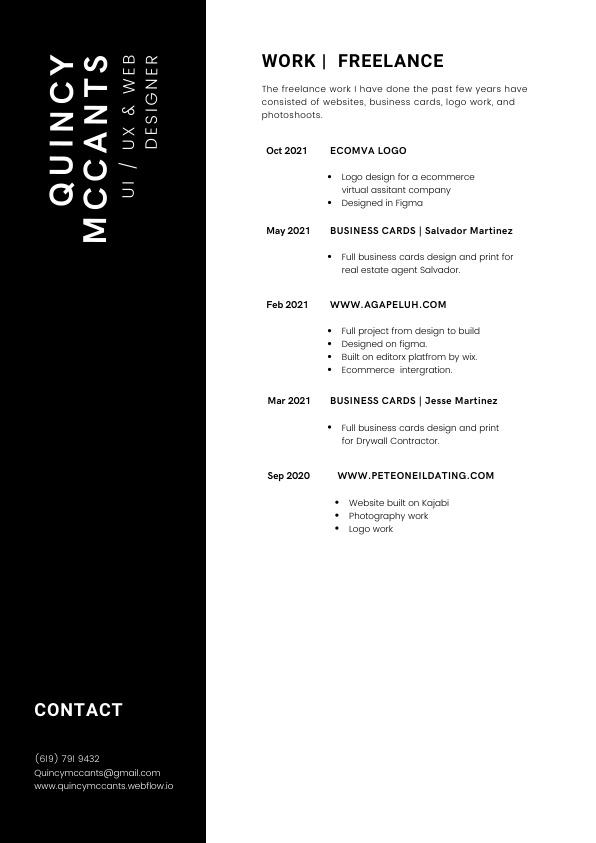 QUINCY
MCCANTS
UI / UX & WEB
DESIGNER
WORK | FREELANCE
The freelance work I have done the past few years have
consisted of websites, business cards, logo work, and
photoshoots.
Oct 2021 ECOMVA LOGO
• Logo design for a ecommerce
virtual assitant company
• Designed in Figma
May 2021 BUSINESS CARDS | Salvador Martinez
• Full business cards design and print for
real estate agent Salvador.
Feb 2021 WWW.AGAPELUH.COM
• Full project from design to build
• Designed on figma.
• Built on editorx platfrom by wix.
• Ecommerce intergration.
Mar 2021 BUSINESS CARDS | Jesse Martinez
• Full business cards design and print
for Drywall Contractor.
Sep 2020 WWW.PETEONEILDATING.COM
• Website built on Kajabi
• Photography work
• Logo work
CONTACT
(619) 791 9432
Quincymccants@gmail.com
www.quincymccants.webflow.io